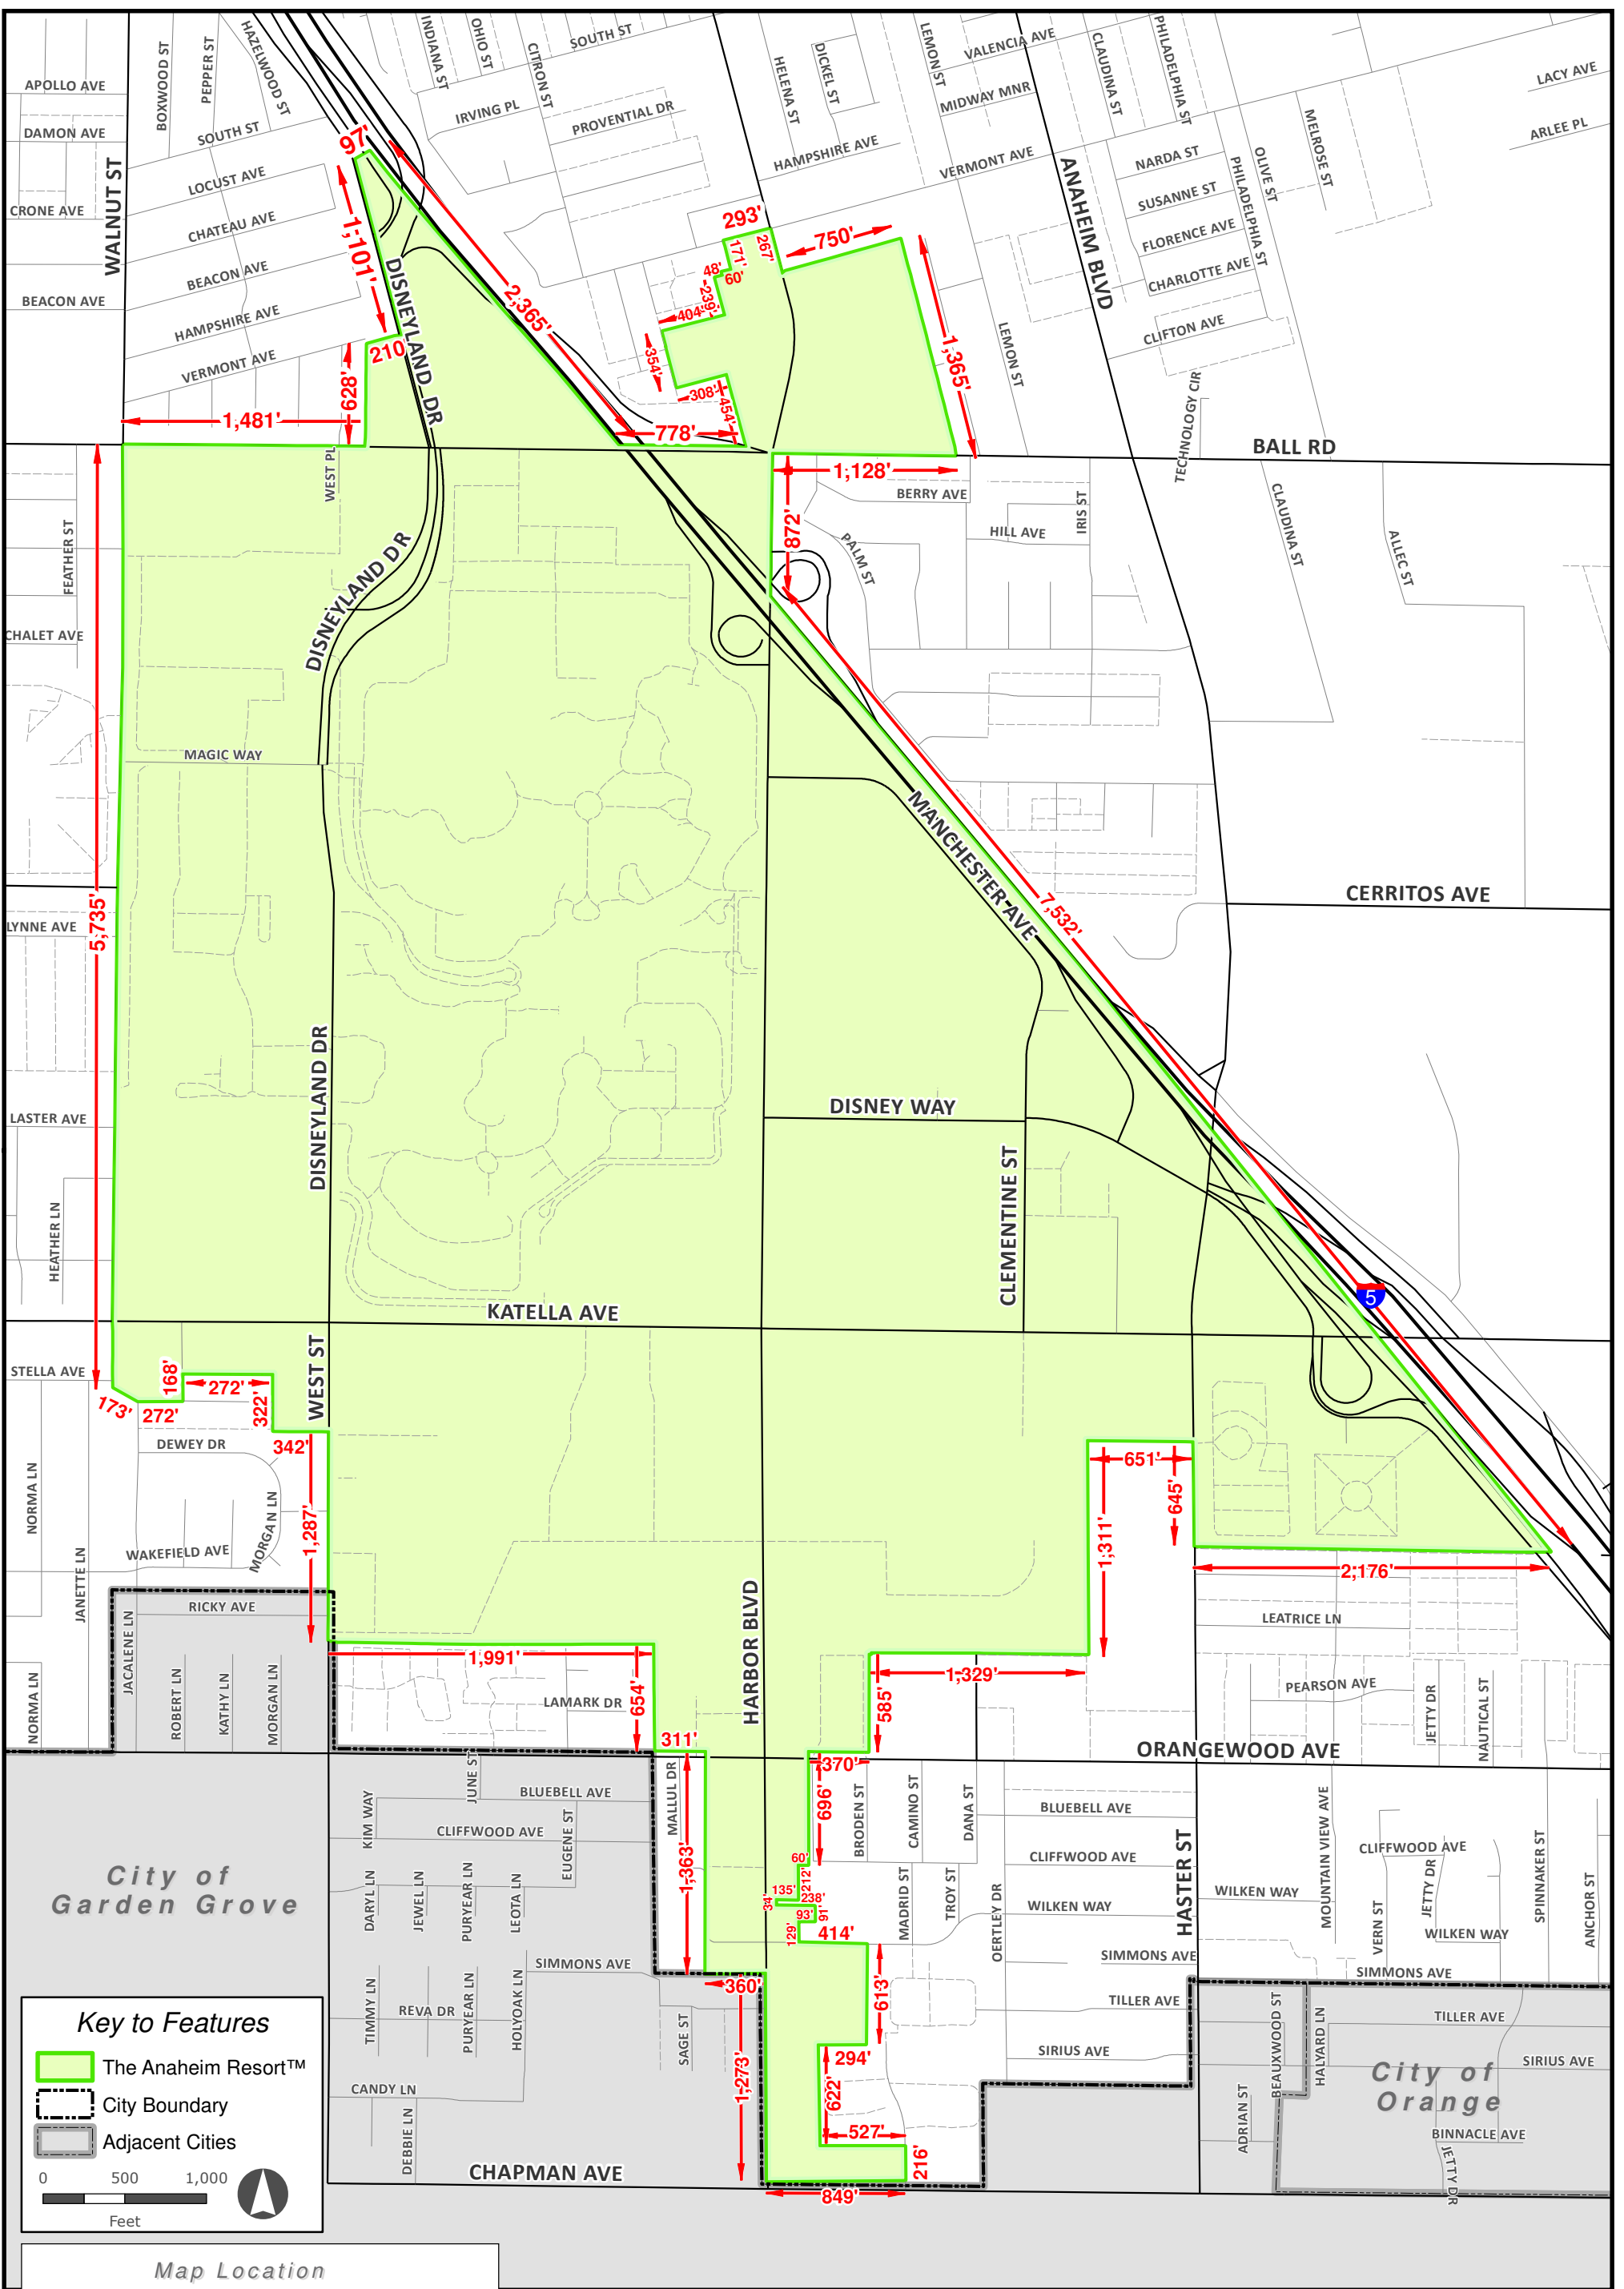 HAZELWOOD ST
INDIANA ST
OHIO ST
SOUTH ST
CITRON ST
HELENA ST
DICKEL ST
LEMON ST
VALENCIA AVE
CLAUDINA ST
PHILADELPHIA ST
LACY AVE
BOXWOOD ST
PEPPER ST
APOLLO AVE
IRVING PL
PROVENTIAL DR
MIDWAY MNR
ARLEE PL
DAMON AVE
SOUTH ST
97'
HAMPSHIRE AVE
VERMONT AVE
ANAHEIM BLVD
NARDA ST
OLIVE ST
MELROSE ST
LOCUST AVE
SUSANNE ST
PHILADELPHIA ST
CRONE AVE
WALNUT ST
CHATEAU AVE
1,101'
293'
171'
267'
750'
FLORENCE AVE
BEACON AVE
DISNEYLAND DR
2,365'
48'
60'
239'
CHARLOTTE AVE
BEACON AVE
404'
HAMPSHIRE AVE
CLIFTON AVE
VERMONT AVE
210'
354'
LEMON ST
1,365'
628'
308'
454'
TECHNOLOGY CIR
1,481'
778'
BALL RD
WEST PL
1,128'
BERRY AVE
FEATHER ST
872'
HILL AVE
IRIS ST
CLAUDINA ST
DISNEYLAND DR
PALM ST
ALLEC ST
CHALET AVE
MAGIC WAY
MANCHESTER AVE
5,735'
7,532'
CERRITOS AVE
LYNNE AVE
DISNEYLAND DR
LASTER AVE
DISNEY WAY
HEATHER LN
CLEMENTINE ST
5
KATELLA AVE
STELLA AVE
168'
272'
322'
173'
272'
WEST ST
DEWEY DR
342'
651'
NORMA LN
1,287'
1,311'
645'
MORGAN LN
WAKEFIELD AVE
JANETTE LN
2,176'
RICKY AVE
HARBOR BLVD
LEATRICE LN
JACALENE LN
1,991'
1,329'
NORMA LN
ROBERT LN
KATHY LN
MORGAN LN
LAMARK DR
654'
585'
PEARSON AVE
JETTY DR
NAUTICAL ST
311'
ORANGEWOOD AVE
370'
JUNE ST
BLUEBELL AVE
MALLUL DR
696'
BRODEN ST
CAMINO ST
DANA ST
BLUEBELL AVE
KIM WAY
CLIFFWOOD AVE
EUGENE ST
MOUNTAIN VIEW AVE
CLIFFWOOD AVE
SPINNAKER ST
City of
Garden Grove
1,363'
60'
212'
CLIFFWOOD AVE
HASTER ST
JETTY DR
DARYL LN
JEWEL LN
PURYEAR LN
LEOTA LN
135'
34'
238'
93'
91'
129'
414'
MADRID ST
TROY ST
OERTLEY DR
WILKEN WAY
WILKEN WAY
VERN ST
WILKEN WAY
ANCHOR ST
SIMMONS AVE
SIMMONS AVE
SIMMONS AVE
360'
613'
TIMMY LN
REVA DR
PURYEAR LN
HOLYOAK LN
TILLER AVE
BEAUXWOOD ST
HALYARD LN
TILLER AVE
SAGE ST
294'
SIRIUS AVE
SIRIUS AVE
City of
Orange
CANDY LN
1,273'
622'
ADRIAN ST
DEBBIE LN
527'
216'
BINNACLE AVE
JETTY DR
CHAPMAN AVE
849'
Key to Features
The Anaheim Resort™
City Boundary
Adjacent Cities
0 500 1,000
Feet
Map Location